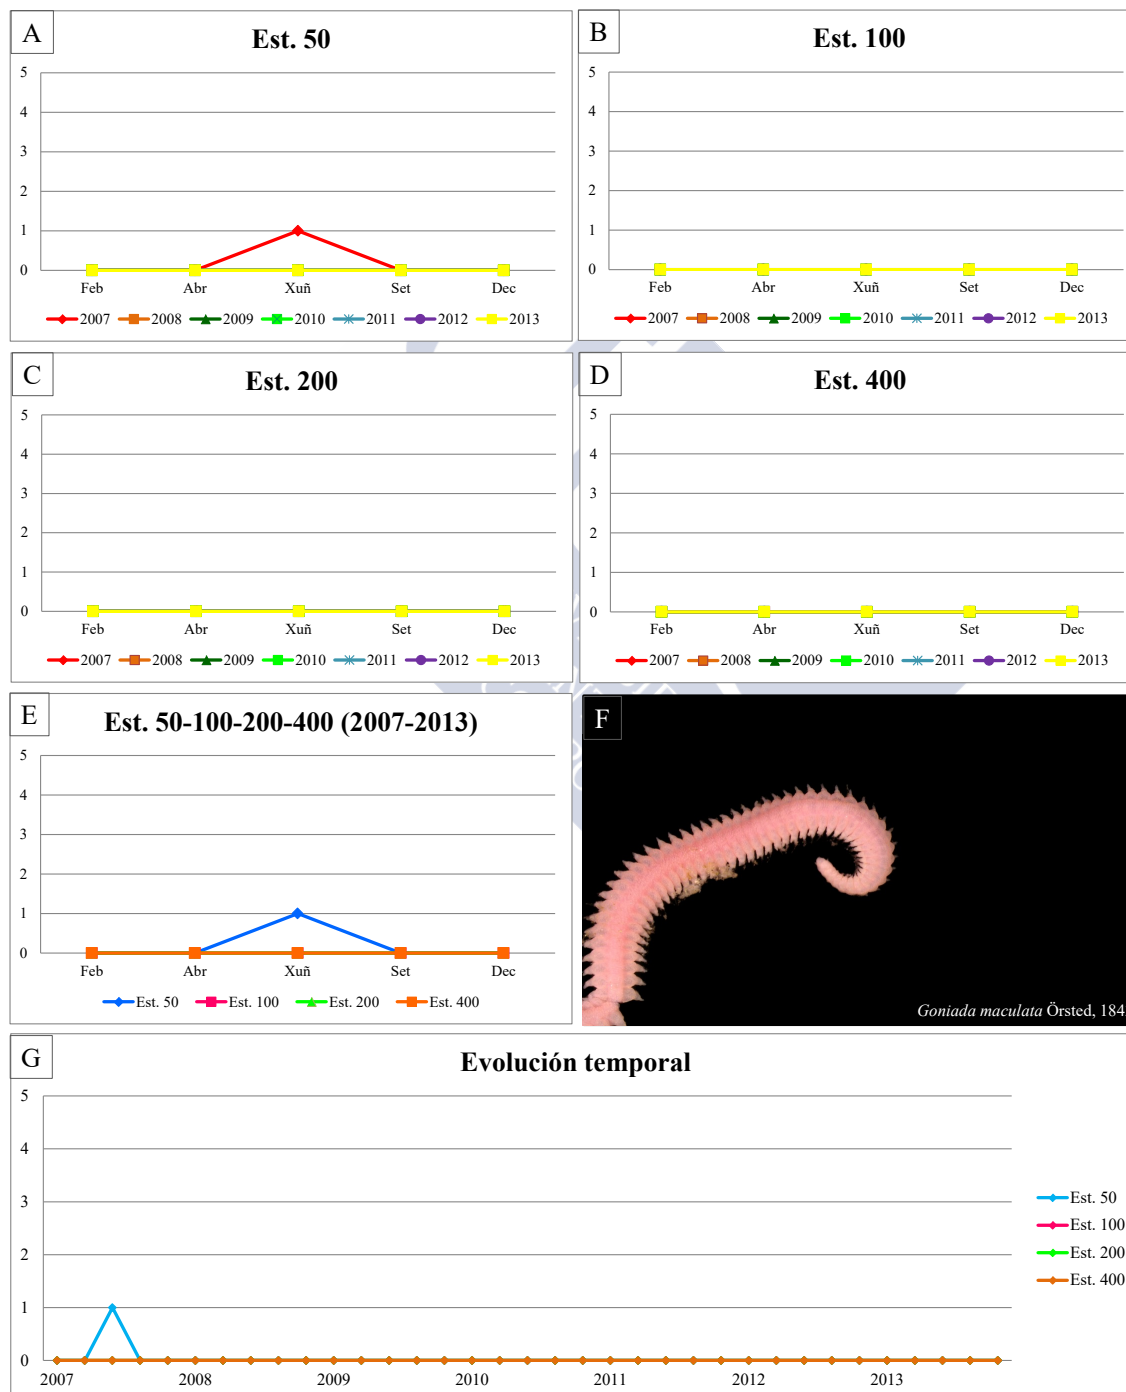 A
Est. 50
5
4
3
2
1
0
Feb Abr Xuñ Set Dec
2007 2008 2009 2010 2011 2012 2013
B
Est. 100
5
4
3
2
1
0
Feb Abr Xuñ Set Dec
2007 2008 2009 2010 2011 2012 2013
C
Est. 200
5
4
3
2
1
0
Feb Abr Xuñ Set Dec
2007 2008 2009 2010 2011 2012 2013
D
Est. 400
5
4
3
2
1
0
Feb Abr Xuñ Set Dec
2007 2008 2009 2010 2011 2012 2013
E
Est. 50-100-200-400 (2007-2013)
5
4
3
2
1
0
Feb Abr Xuñ Set Dec
Est. 50 Est. 100 Est. 200 Est. 400
F
Goniada maculata Örsted, 184
G
Evolución temporal
5
4
3
2
1
0
2007 2008 2009 2010 2011 2012 2013
Est. 50
Est. 100
Est. 200
Est. 400